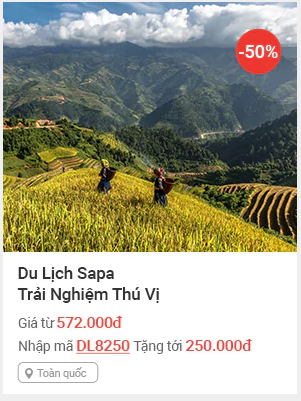 -50%
Du Lịch Sapa
Trải Nghiệm Thú Vị
Giá từ 572.000đ
Nhập mã DL8250 Tặng tới 250.000đ
Toàn quốc